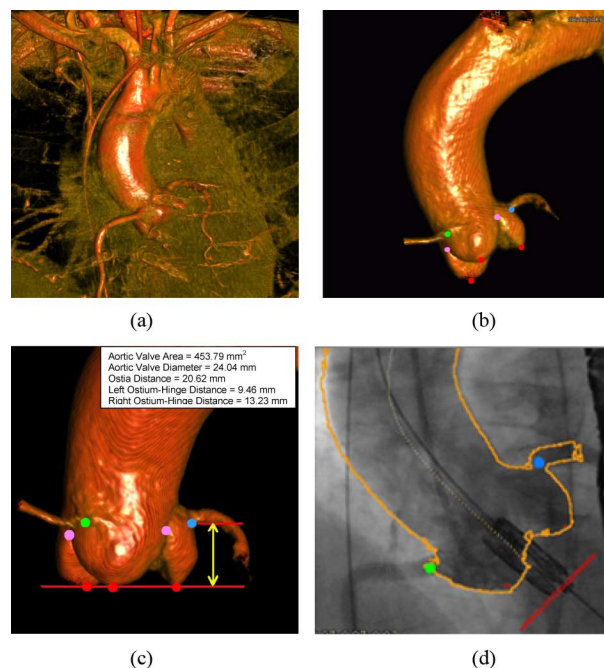 (a)
(b)
Aortic Valve Area = 453.79 mm²
Aortic Valve Diameter = 24.04 mm
Ostia Distance = 20.62 mm
Left Ostium-Hinge Distance = 9.46 mm
Right Ostium-Hinge Distance = 13.23 mm
(c)
(d)